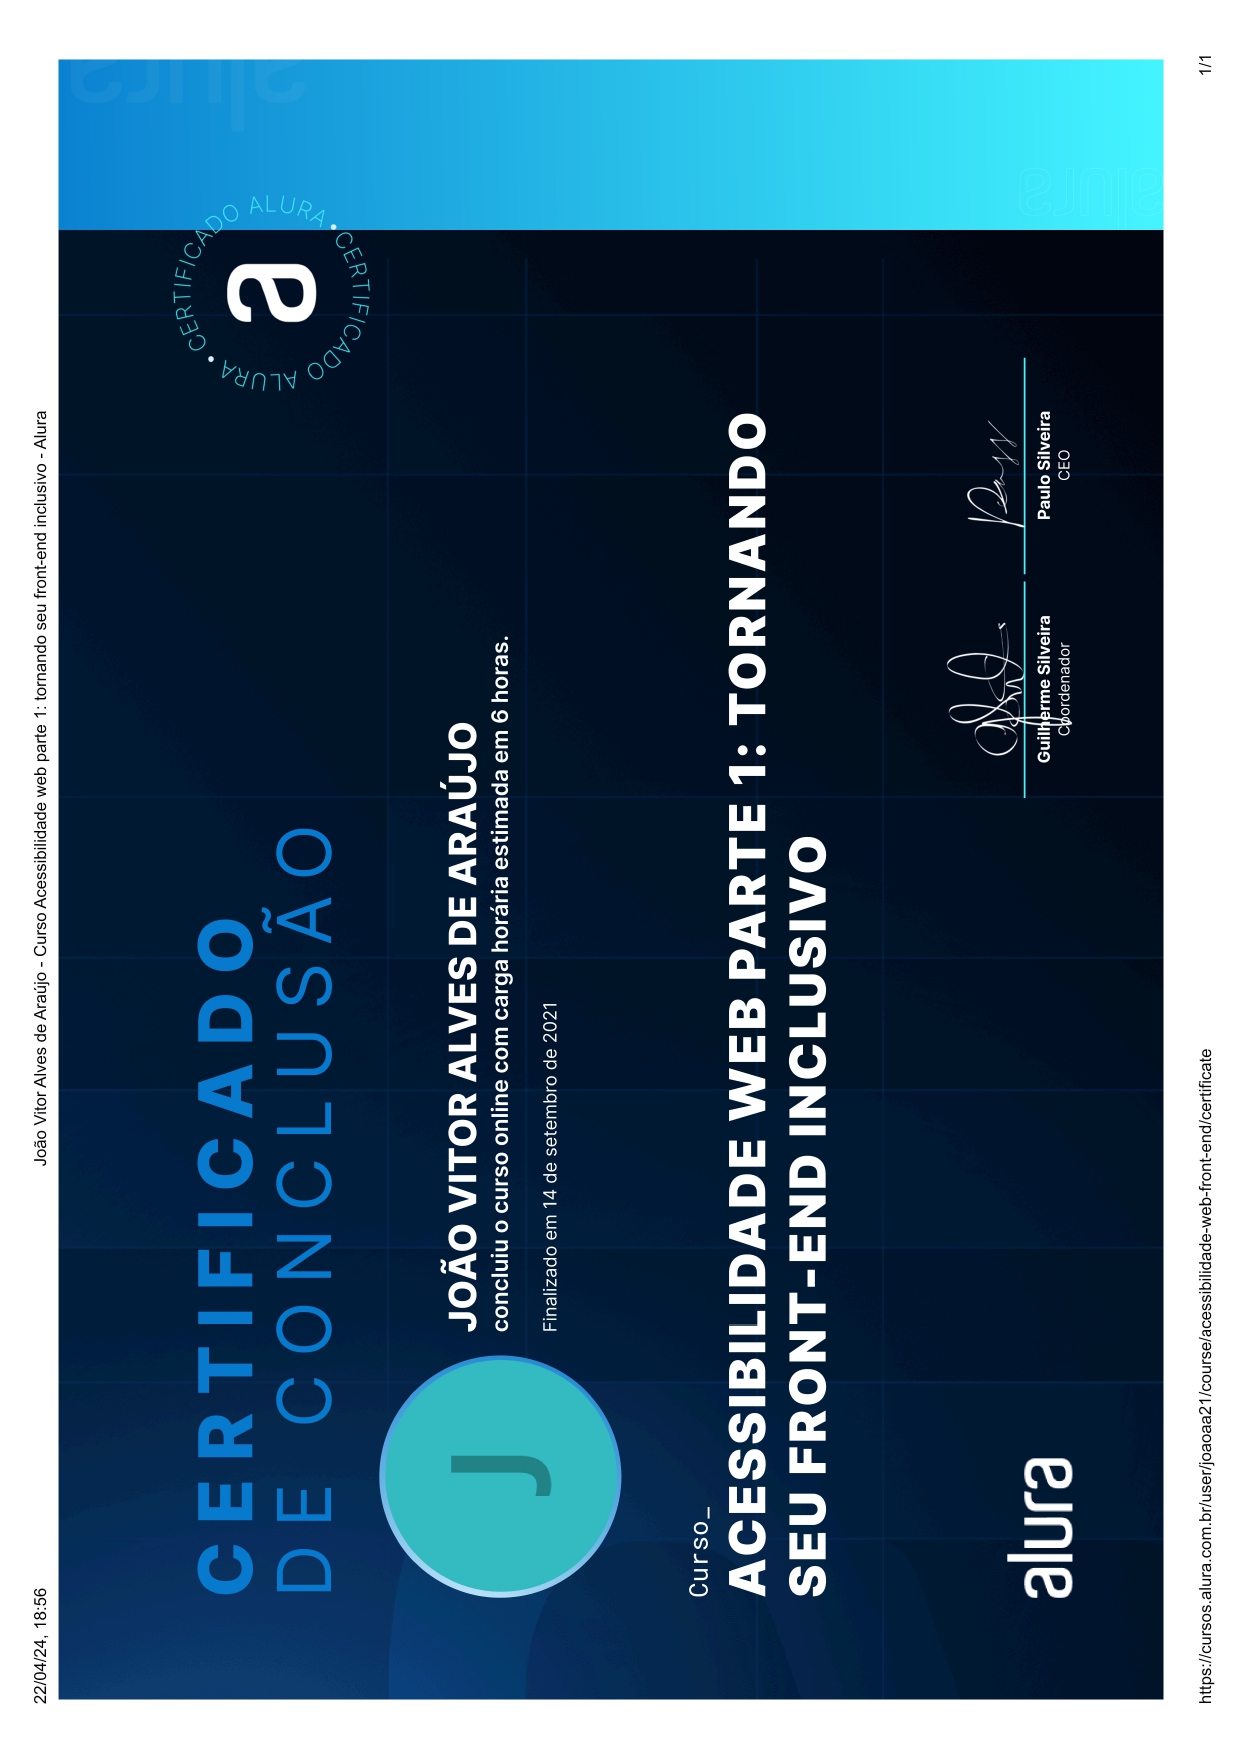 22/04/24, 18:56
João Vitor Alves de Araújo - Curso Acessibilidade web parte 1: tornando seu front-end inclusivo - Alura
alura
CERTIFICADO
DE CONCLUSÃO
CERTIFICADO ALURA • CERTIFICADO ALURA •
a
J
JOÃO VITOR ALVES DE ARAÚJO
concluiu o curso online com carga horária estimada em 6 horas.
Finalizado em 14 de setembro de 2021
Curso_
ACESSIBILIDADE WEB PARTE 1: TORNANDO
SEU FRONT-END INCLUSIVO
alura
alura
Guilherme Silveira
Coordenador
Paulo Silveira
CEO
https://cursos.alura.com.br/user/joaoaa21/course/acessibilidade-web-front-end/certificate
1/1